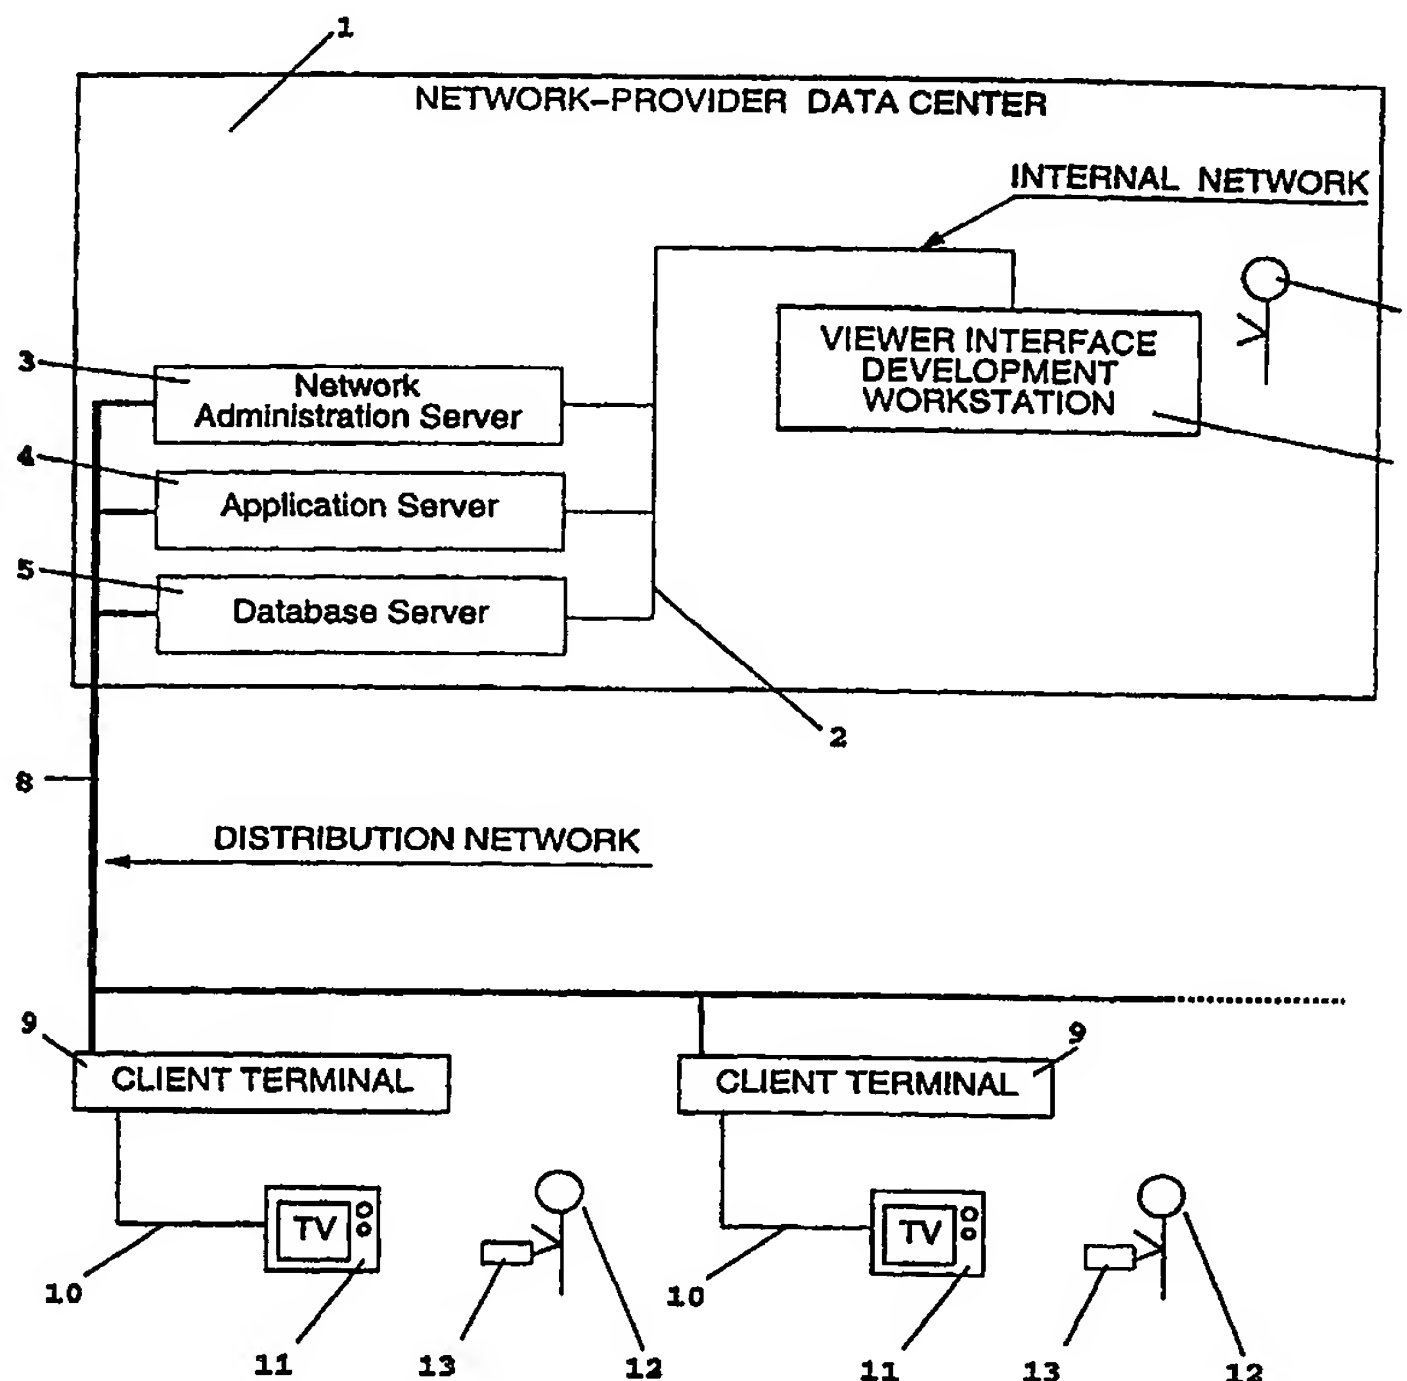 1
NETWORK-PROVIDER DATA CENTER
INTERNAL NETWORK
VIEWER INTERFACE
DEVELOPMENT
WORKSTATION
3
Network
Administration Server
4
Application Server
5
Database Server
2
8
DISTRIBUTION NETWORK
9
9
CLIENT TERMINAL
CLIENT TERMINAL
TV
TV
10
10
11
13
12
11
13
12